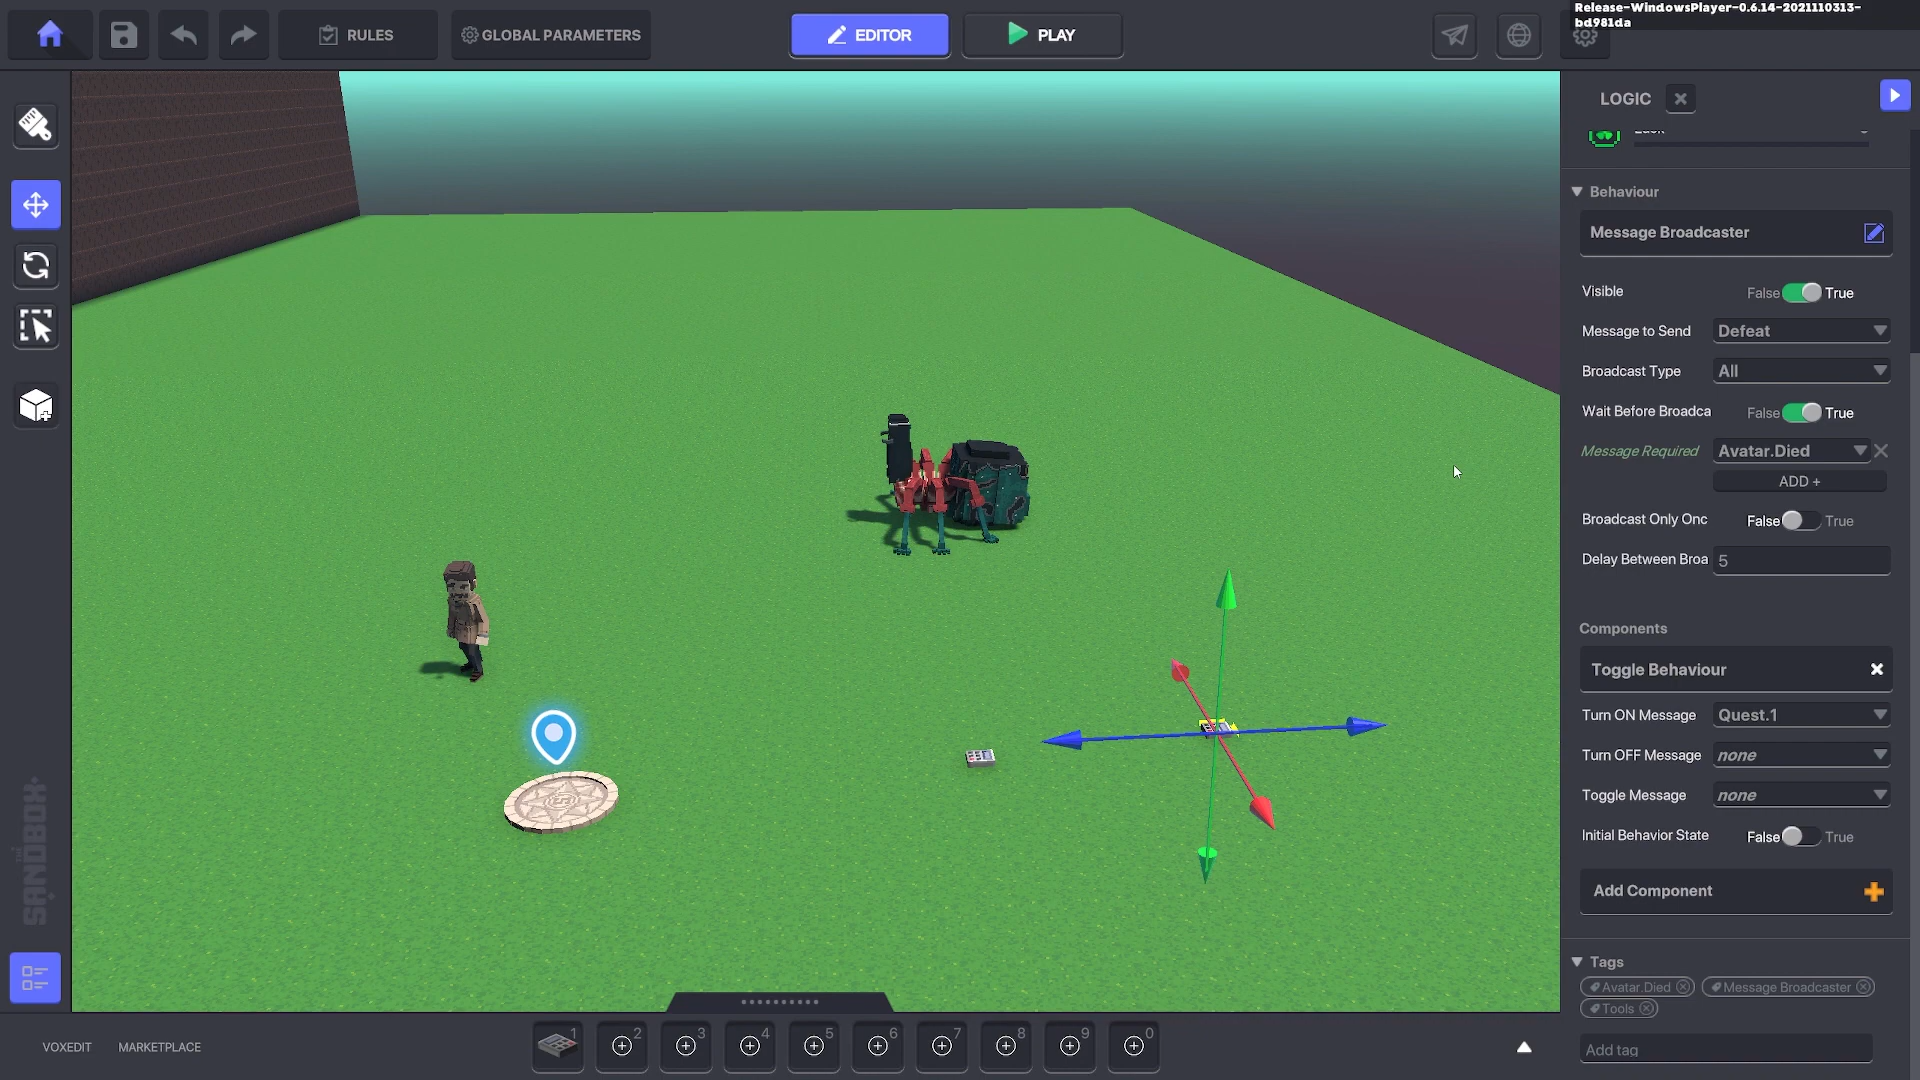 Release-WindowsPlayer-0.6.14-2021110313-
bd981da
RULES
GLOBAL PARAMETERS
EDITOR
PLAY
LOGIC
Behaviour
Message Broadcaster
Visible False True
Message to Send Defeat
Broadcast Type All
Wait Before Broadca False True
Message Required Avatar.Died
ADD +
Broadcast Only Onc False True
Delay Between Broa 5
Components
Toggle Behaviour
Turn ON Message Quest.1
Turn OFF Message none
Toggle Message none
Initial Behavior State False True
Add Component
Tags
Avatar.Died Message Broadcaster
Tools
Add tag
THE SANDBOX
VOXEDIT MARKETPLACE
1 2 3 4 5 6 7 8 9 0